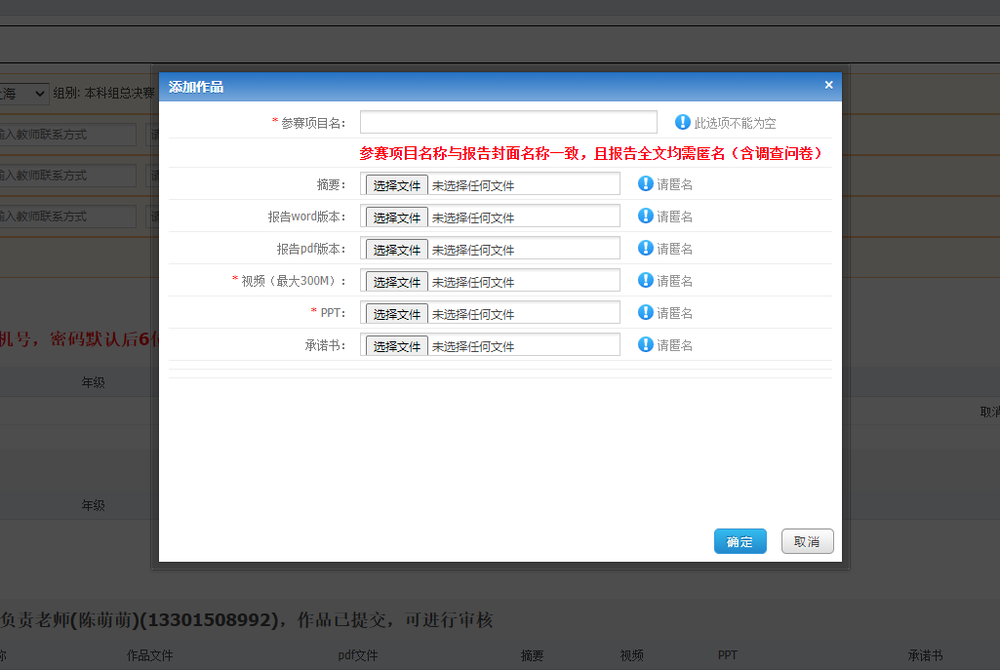 添加作品 ×
海 组别: 本科组总决赛
* 参赛项目名: 此选项不能为空
输入教师联系方式 请
参赛项目名称与报告封面名称一致，且报告全文均需匿名（含调查问卷）
输入教师联系方式 请
摘要: 选择文件 未选择任何文件 请匿名
输入教师联系方式 请
报告word版本: 选择文件 未选择任何文件 请匿名
报告pdf版本: 选择文件 未选择任何文件 请匿名
* 视频（最大300M）: 选择文件 未选择任何文件 请匿名
* PPT: 选择文件 未选择任何文件 请匿名
机号，密码默认后6位
承诺书: 选择文件 未选择任何文件 请匿名
年级
取消
年级
确定 取消
负责老师(陈萌萌)(13301508992)，作品已提交，可进行审核
称 作品文件 pdf文件 摘要 视频 PPT 承诺书